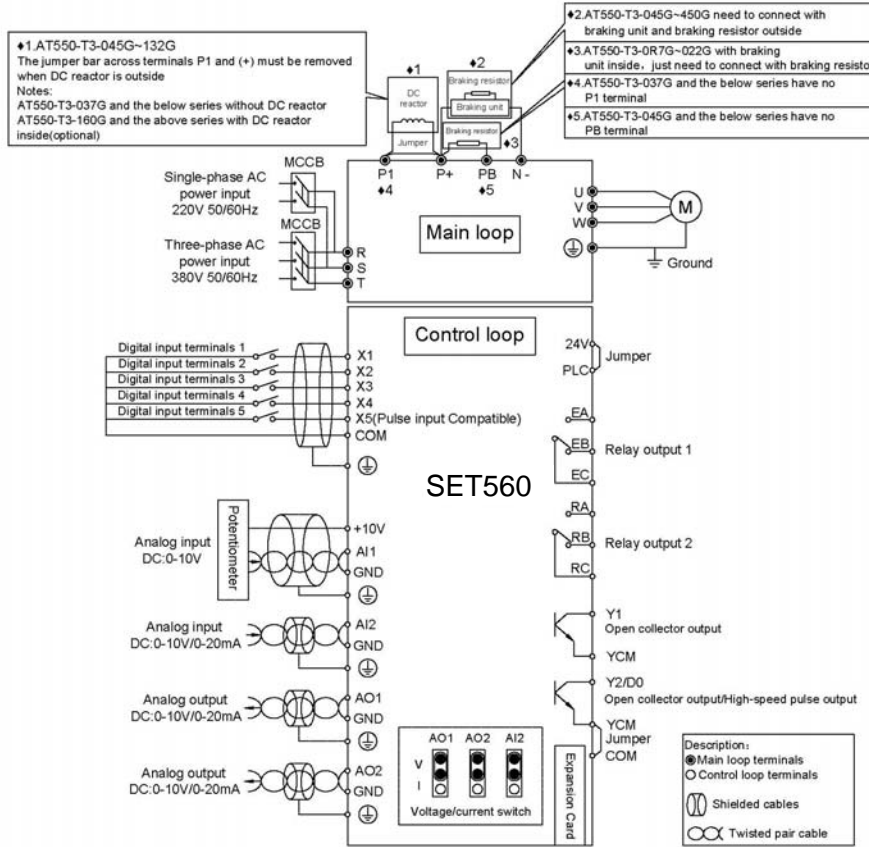 ♦1.AT550-T3-045G~132G
The jumper bar across terminals P1 and (+) must be removed
when DC reactor is outside
Notes:
AT550-T3-037G and the below series without DC reactor
AT550-T3-160G and the above series with DC reactor
inside(optional)
♦2.AT550-T3-045G~450G need to connect with
braking unit and braking resistor outside
♦3.AT550-T3-0R7G~022G with braking
unit inside, just need to connect with braking resisto
♦4.AT550-T3-037G and the below series have no
P1 terminal
♦5.AT550-T3-045G and the below series have no
PB terminal
♦1
DC
reactor
Jumper
♦2
Braking resistor
Braking unit
Braking resistor
♦3
P1
P+
PB
N -
♦4
♦5
MCCB
Single-phase AC
power input
220V 50/60Hz
MCCB
Three-phase AC
power input
380V 50/60Hz
R
S
T
Main loop
U
V
W
M
Ground
Control loop
Digital input terminals 1
Digital input terminals 2
Digital input terminals 3
Digital input terminals 4
Digital input terminals 5
X1
X2
X3
X4
X5(Pulse input Compatible)
COM
24V
PLC
Jumper
EA
EB
EC
Relay output 1
SET560
RA
RB
RC
Relay output 2
Potentiometer
Analog input
DC:0-10V
+10V
AI1
GND
Analog input
DC:0-10V/0-20mA
AI2
GND
Analog output
DC:0-10V/0-20mA
AO1
GND
Analog output
DC:0-10V/0-20mA
AO2
GND
Y1
Open collector output
YCM
Y2/D0
Open collector output/High-speed pulse output
YCM
Jumper
COM
AO1 AO2 AI2
V
I
Voltage/current switch
Expansion Card
Description:
Main loop terminals
Control loop terminals
Shielded cables
Twisted pair cable